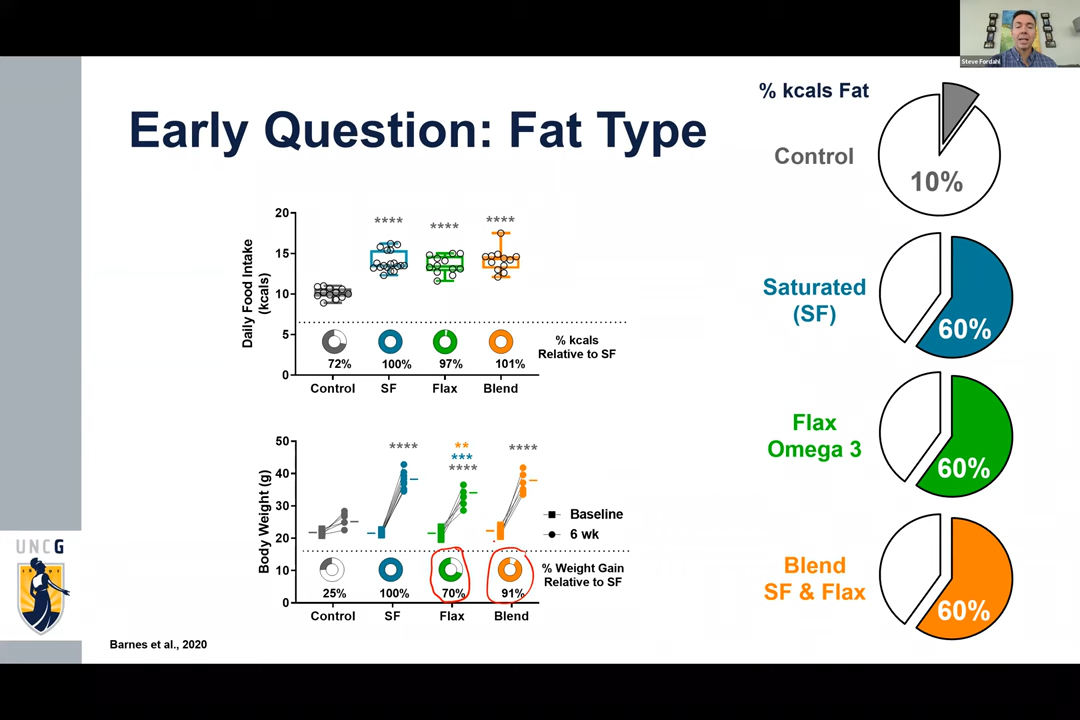 Steve Fordahl
Early Question: Fat Type
% kcals Fat
Control
10%
Saturated
(SF)
60%
Flax
Omega 3
60%
Blend
SF & Flax
60%
Daily Food Intake
(kcals)
20
15
10
5
0
****
****
****
% kcals
Relative to SF
72%
100%
97%
101%
Control
SF
Flax
Blend
Body Weight (g)
50
40
30
20
10
0
****
**
***
****
****
Baseline
6 wk
% Weight Gain
Relative to SF
25%
100%
70%
91%
Control
SF
Flax
Blend
UNCG
Barnes et al., 2020